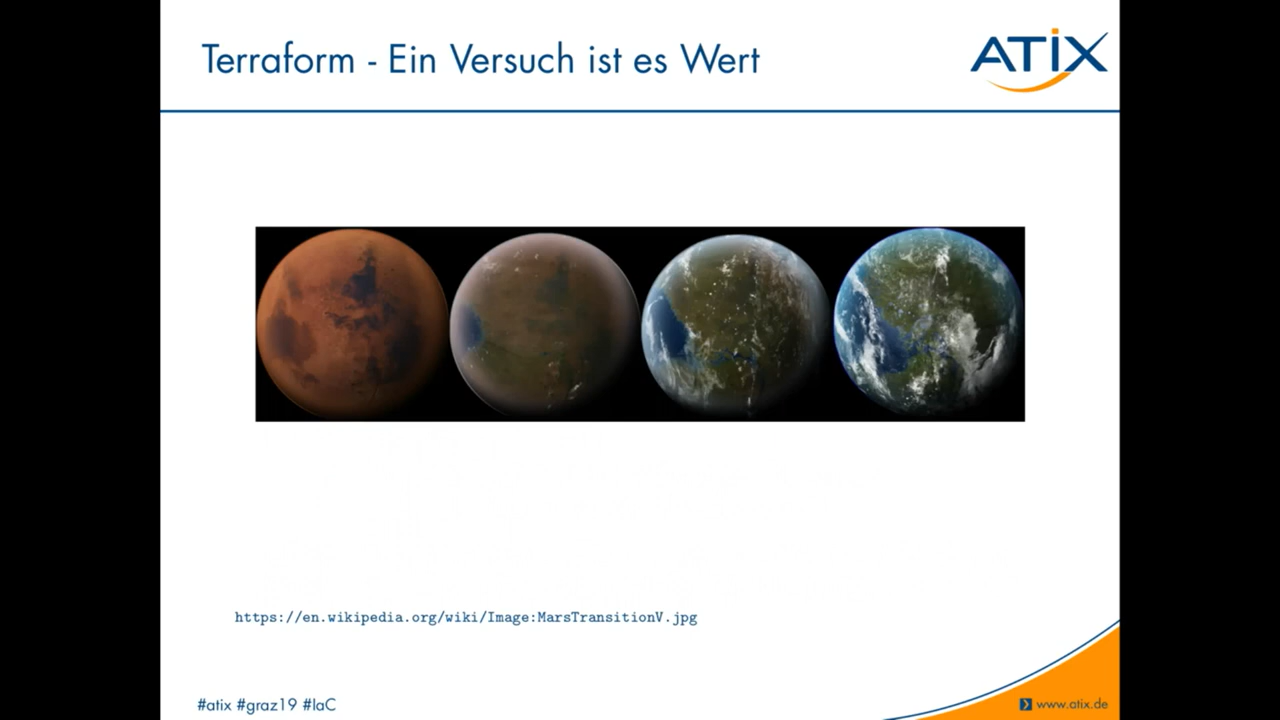 Terraform - Ein Versuch ist es Wert
ATIX
https://en.wikipedia.org/wiki/Image:MarsTransitionV.jpg
#atix #graz19 #IaC
www.atix.de